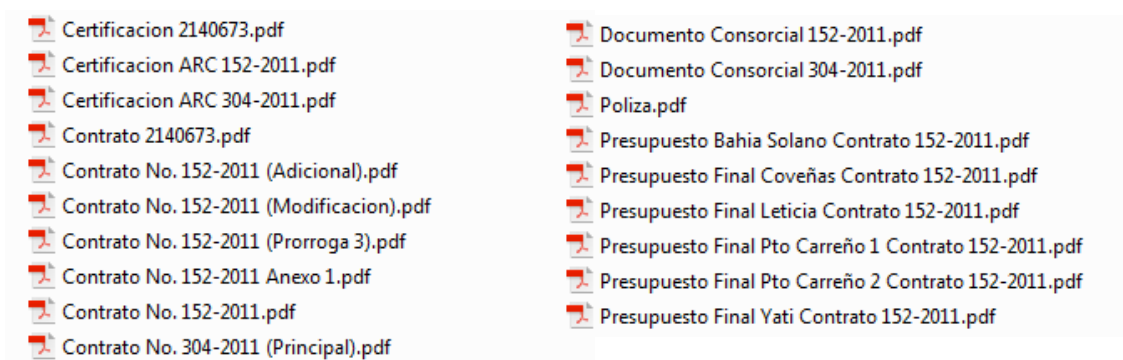 Certificacion 2140673.pdf
Certificacion ARC 152-2011.pdf
Certificacion ARC 304-2011.pdf
Contrato 2140673.pdf
Contrato No. 152-2011 (Adicional).pdf
Contrato No. 152-2011 (Modificacion).pdf
Contrato No. 152-2011 (Prorroga 3).pdf
Contrato No. 152-2011 Anexo 1.pdf
Contrato No. 152-2011.pdf
Contrato No. 304-2011 (Principal).pdf
Documento Consorcial 152-2011.pdf
Documento Consorcial 304-2011.pdf
Poliza.pdf
Presupuesto Bahia Solano Contrato 152-2011.pdf
Presupuesto Final Coveñas Contrato 152-2011.pdf
Presupuesto Final Leticia Contrato 152-2011.pdf
Presupuesto Final Pto Carreño 1 Contrato 152-2011.pdf
Presupuesto Final Pto Carreño 2 Contrato 152-2011.pdf
Presupuesto Final Yati Contrato 152-2011.pdf